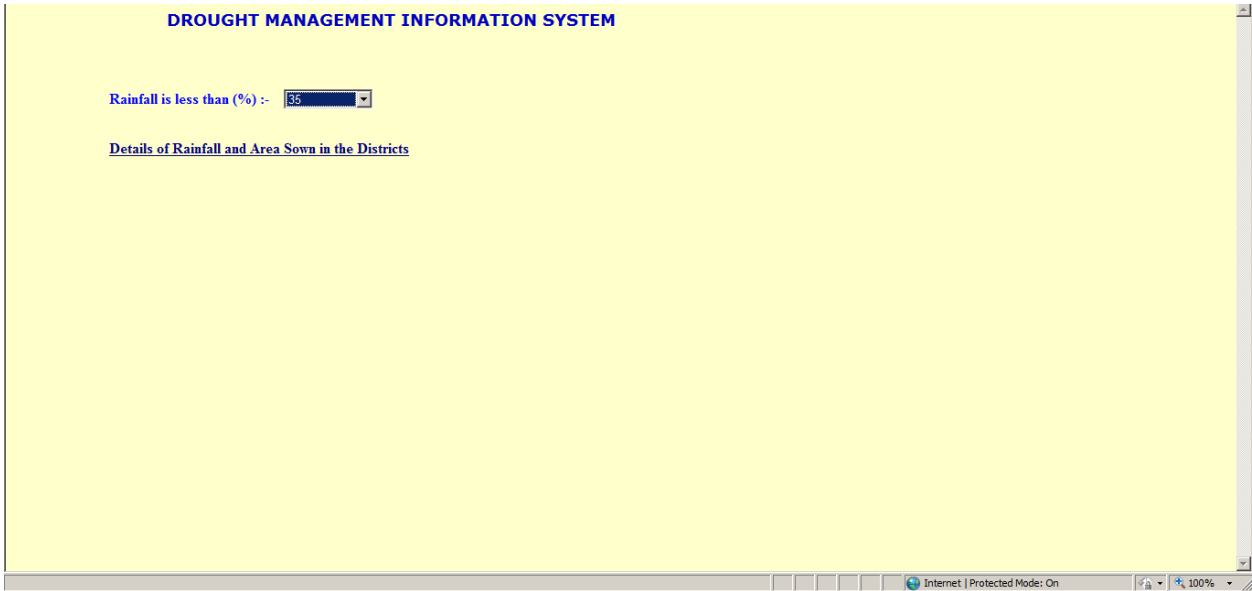 DROUGHT MANAGEMENT INFORMATION SYSTEM
Rainfall is less than (%) :- 35
Details of Rainfall and Area Sown in the Districts
Internet | Protected Mode: On 100%